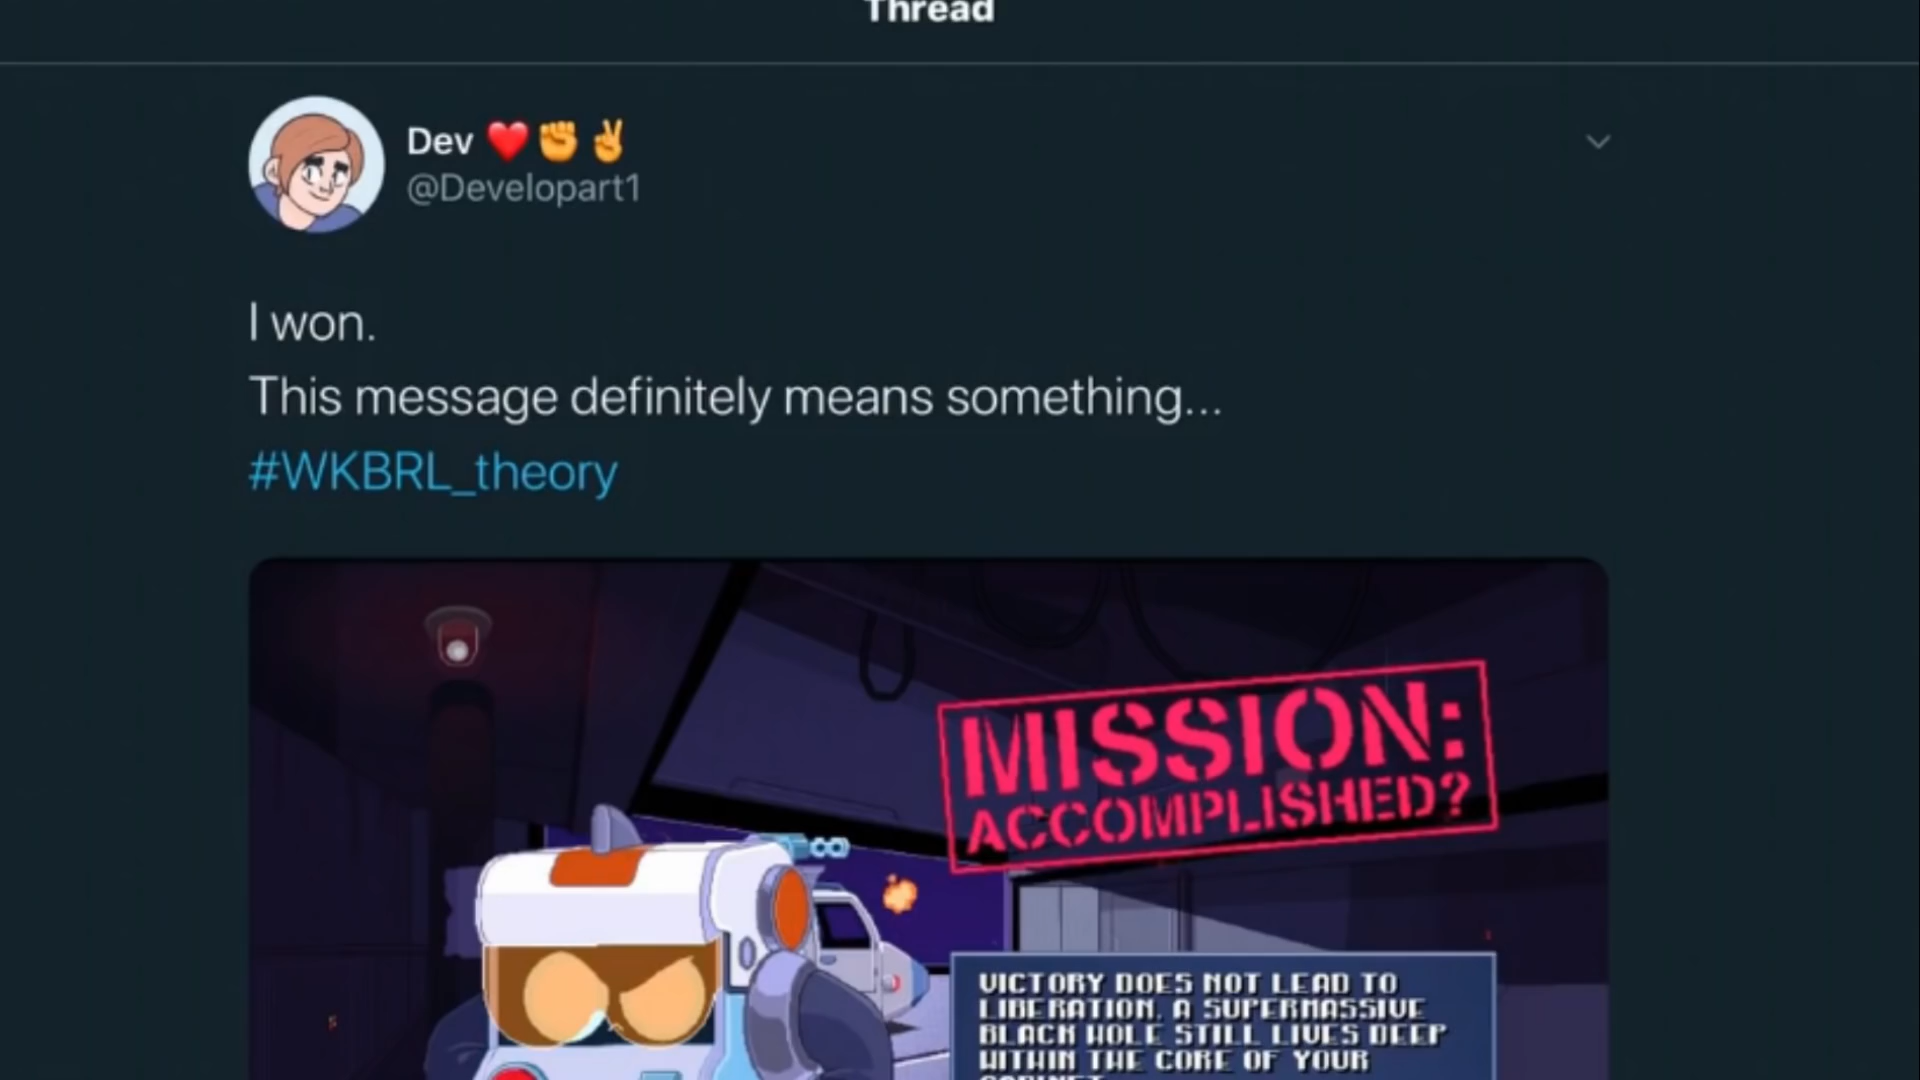 Thread
Dev ❤️✊✌️
@Developart1
I won.
This message definitely means something...
#WKBRL_theory
MISSION:
ACCOMPLISHED?
VICTORY DOES NOT LEAD TO
LIBERATION. A SUPERMASSIVE
BLACK HOLE STILL LIVES DEEP
WITHIN THE CORE OF YOUR